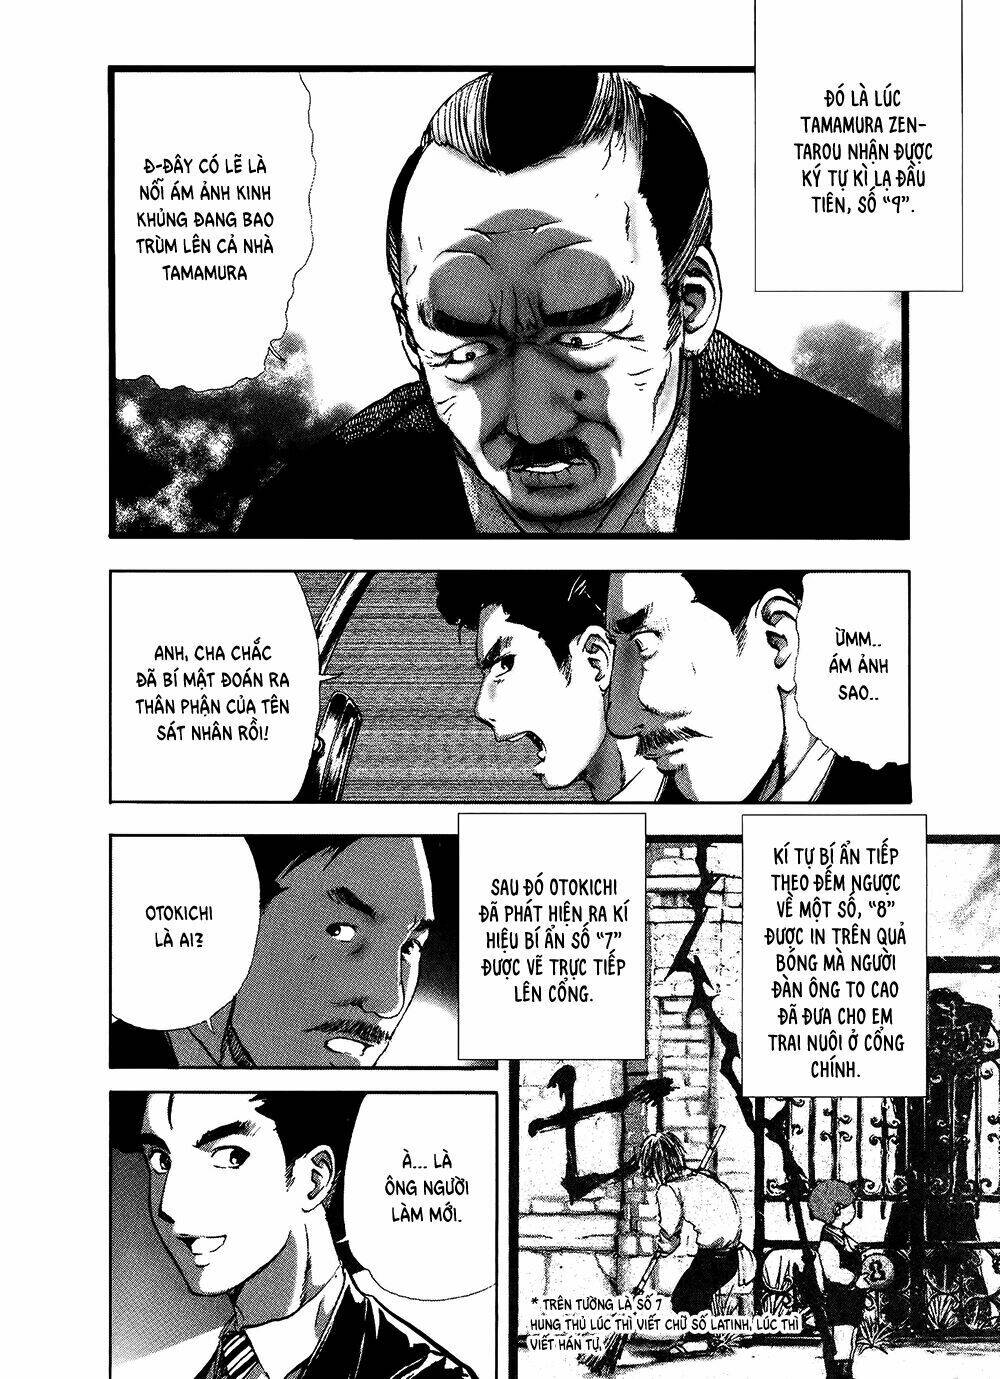 ĐÓ LÀ LÚC
TAMAMURA ZEN-
TAROU NHẬN ĐƯỢC
KÝ TỰ KÌ LẠ ĐẦU
TIÊN, SỐ "9".
Đ-ĐÂY CÓ LẼ LÀ
NỖI ÁM ẢNH KINH
KHỦNG ĐANG BAO
TRÙM LÊN CẢ NHÀ
TAMAMURA
ỪMM..
ÁM ẢNH
SAO..
ANH, CHA CHẮC
ĐÃ BÍ MẬT ĐOÁN RA
THÂN PHẬN CỦA TÊN
SÁT NHÂN RỒI!
KÍ TỰ BÍ ẨN TIẾP
THEO ĐẾM NGƯỢC
VỀ MỘT SỐ, "8"
ĐƯỢC IN TRÊN QUẢ
BÓNG MÀ NGƯỜI
ĐÀN ÔNG TO CAO
ĐÃ ĐƯA CHO EM
TRAI NUÔI Ở CỔNG
CHÍNH.
SAU ĐÓ OTOKICHI
ĐÃ PHÁT HIỆN RA KÍ
HIỆU BÍ ẨN SỐ "7"
ĐƯỢC VẼ TRỰC TIẾP
LÊN CỔNG.
OTOKICHI
LÀ AI?
七
8
* TRÊN TƯỜNG LÀ SỐ 7
HUNG THỦ LÚC THÌ VIẾT CHỮ SỐ LATINH, LÚC THÌ
VIẾT HÁN TỰ,
À... LÀ
ÔNG NGƯỜI
LÀM MỚI.